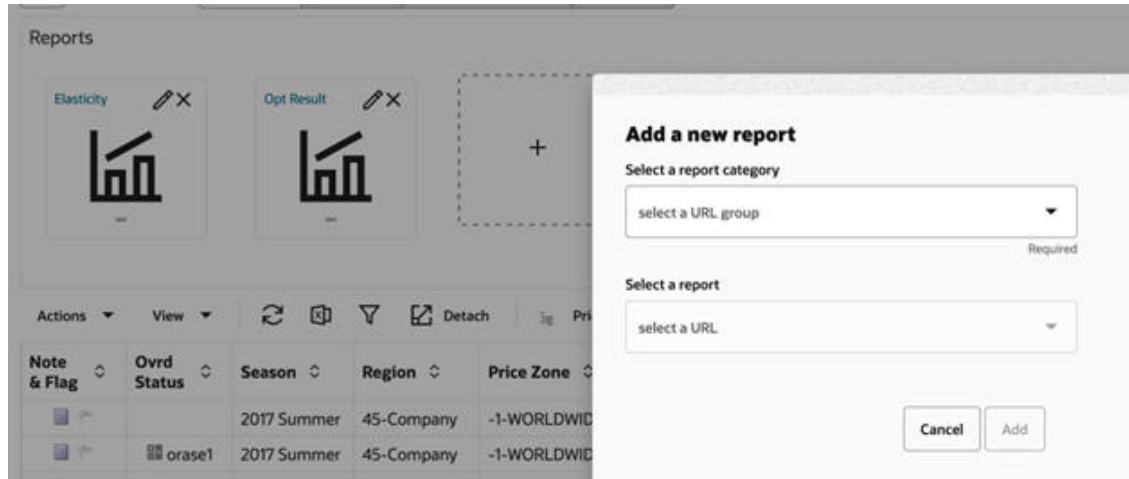 Reports
Elasticity
Opt Result
+
Add a new report
Select a report category
select a URL group
Required
Select a report
select a URL
Cancel Add
Actions View Detach
Note & Flag Ovrd Status Season Region Price Zone
2017 Summer 45-Company -1-WORLDWID
orase1 2017 Summer 45-Company -1-WORLDWID